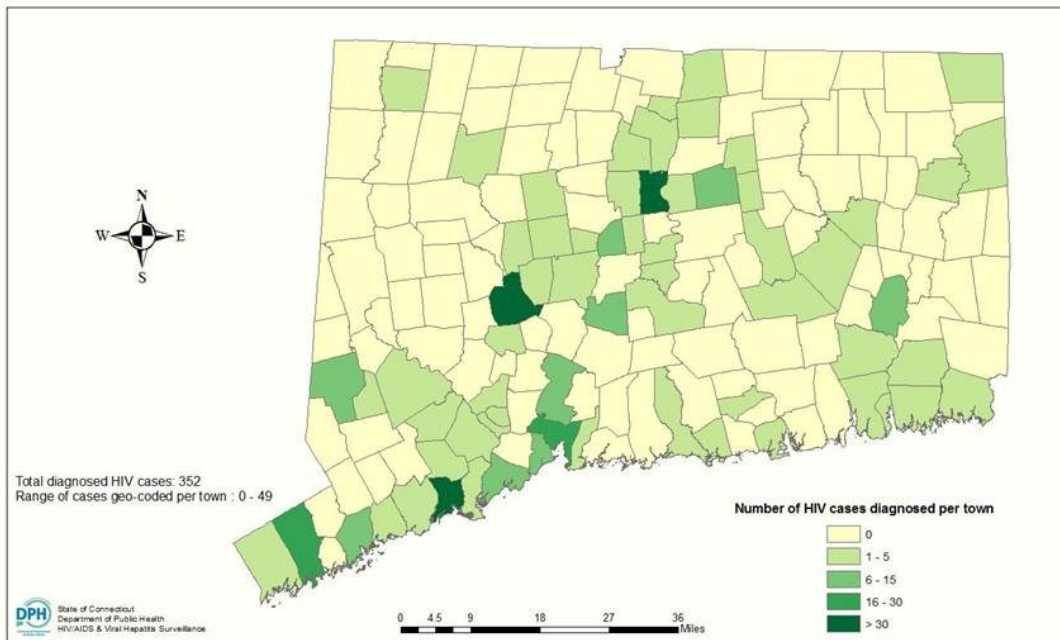 N
W
E
S
Total diagnosed HIV cases: 352
Range of cases geo-coded per town : 0 - 49
Number of HIV cases diagnosed per town
0
1 - 5
6 - 15
16 - 30
> 30
DPH
State of Connecticut
Department of Public Health
HIV/AIDS & Viral Hepatitis Surveillance
0 4.5 9 18 27 36
Miles